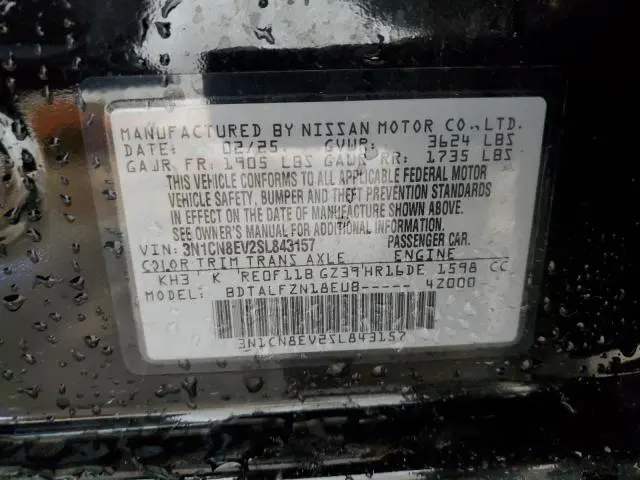 MANUFACTURED BY NISSAN MOTOR CO.,LTD.
DATE: 02/25 GVWR: 3624 LBS
GAWR FR: 1905 LBS GAWR RR: 1735 LBS
THIS VEHICLE CONFORMS TO ALL APPLICABLE FEDERAL MOTOR
VEHICLE SAFETY, BUMPER AND THEFT PREVENTION STANDARDS
IN EFFECT ON THE DATE OF MANUFACTURE SHOWN ABOVE.
SEE OWNER'S MANUAL FOR ADDITIONAL INFORMATION.
VIN: 3N1CN8EV2SL843157 PASSENGER CAR.
COLOR TRIM TRANS AXLE ENGINE
KH3 K RE0F11B GZ39 HR16DE 1598 CC
MODEL: BDTALFZN18EUB----- 4Z000
3N1CN8EV2SL843157